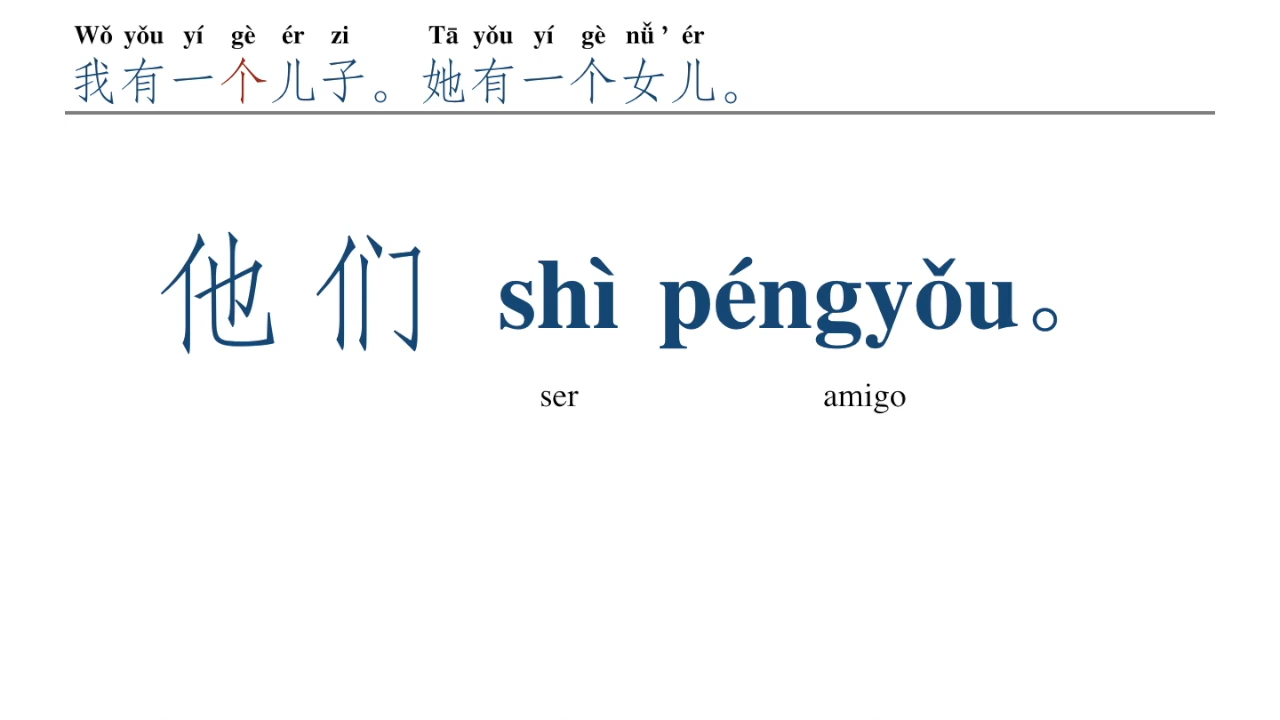 Wǒ yǒu yí gè ér zi Tā yǒu yí gè nǚ’ér
我有一个儿子。她有一个女儿。
他们 shì péngyǒu。
ser amigo